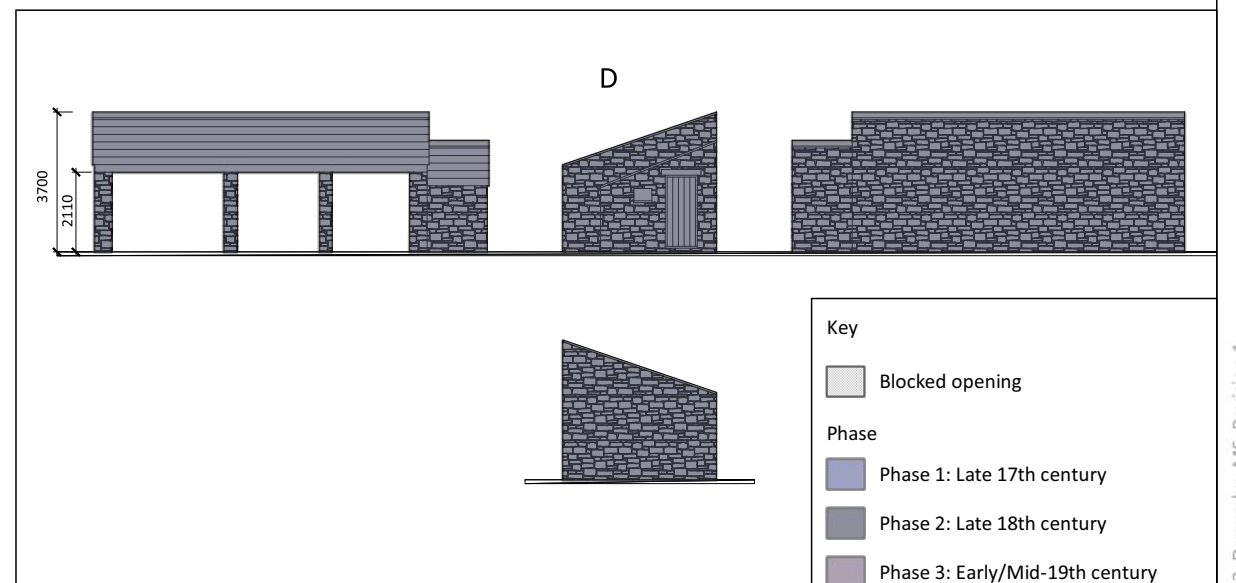 D
3700
2110
Key
Blocked opening
Phase
Phase 1: Late 17th century
Phase 2: Late 18th century
Phase 3: Early/Mid-19th century